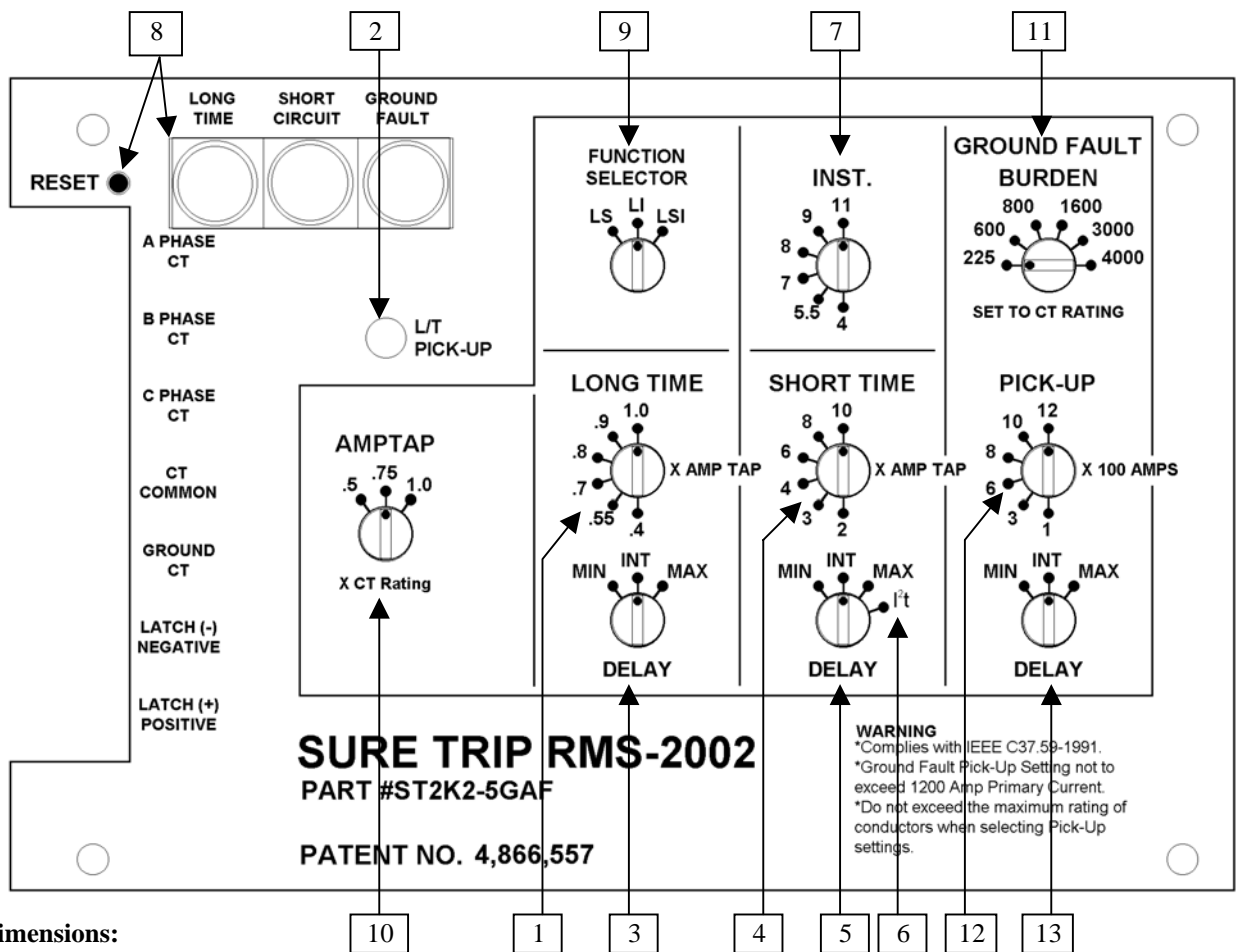 8
2
9
7
11
LONG
TIME
SHORT
CIRCUIT
GROUND
FAULT
RESET
A PHASE
CT
B PHASE
CT
C PHASE
CT
CT
COMMON
GROUND
CT
LATCH (-)
NEGATIVE
LATCH (+)
POSITIVE
L/T
PICK-UP
FUNCTION
SELECTOR
LS LI LSI
INST.
11
9
8
7
5.5
4
GROUND FAULT
BURDEN
800 1600
600 3000
225 4000
SET TO CT RATING
AMPTAP
.5 .75 1.0
X CT Rating
LONG TIME
1.0
.9
.8
X AMP TAP
.7
.55
.4
MIN INT MAX
DELAY
SHORT TIME
10
8
6
X AMP TAP
4
3
2
MIN INT MAX
I²t
DELAY
PICK-UP
12
10
8
X 100 AMPS
6
3
1
MIN INT MAX
DELAY
SURE TRIP RMS-2002
PART #ST2K2-5GAF
PATENT NO. 4,866,557
WARNING
*Complies with IEEE C37.59-1991.
*Ground Fault Pick-Up Setting not to
exceed 1200 Amp Primary Current.
*Do not exceed the maximum rating of
conductors when selecting Pick-Up
settings.
10
1
3
4
5
6
12
13
imensions: